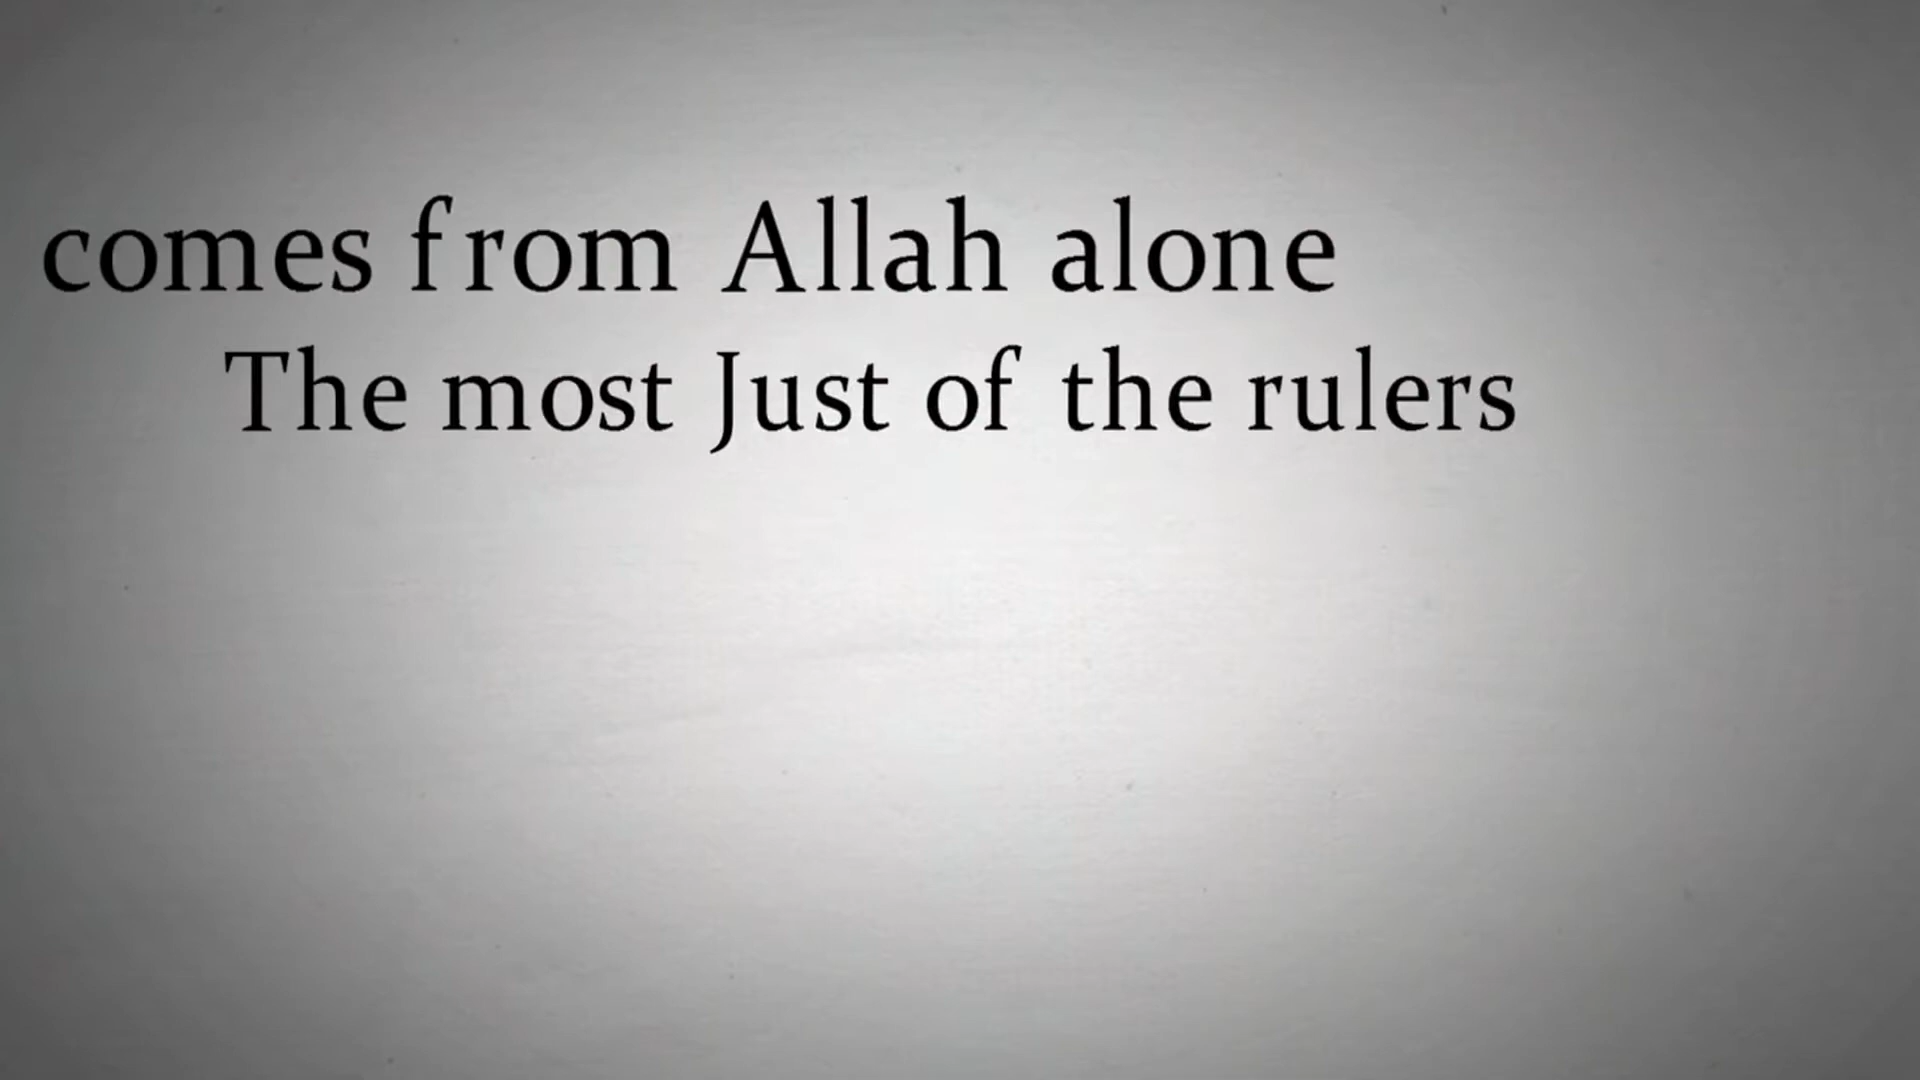 comes from Allah alone
The most Just of the rulers